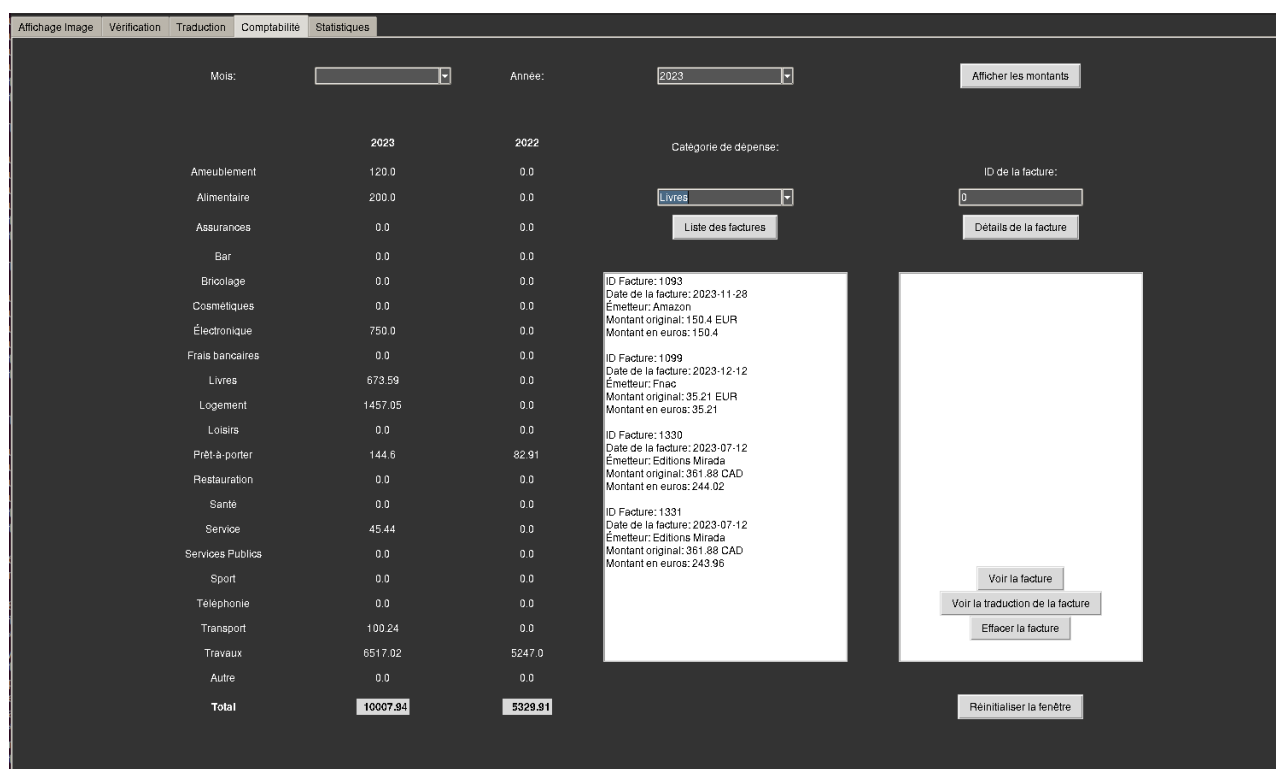 Affichage Image Vérification Traduction Comptabilité Statistiques
Mois: Année: 2023 Afficher les montants
2023 2022 Catégorie de dépense:
Ameublement 120.0 0.0 ID de la facture:
Alimentaire 200.0 0.0 Livres 0
Assurances 0.0 0.0 Liste des factures Détails de la facture
Bar 0.0 0.0
Bricolage 0.0 0.0
Cosmétiques 0.0 0.0
Électronique 750.0 0.0
Frais bancaires 0.0 0.0
Livres 673.59 0.0
Logement 1457.05 0.0
Loisirs 0.0 0.0
Prêt-à-porter 144.6 82.91
Restauration 0.0 0.0
Santé 0.0 0.0
Service 45.44 0.0
Services Publics 0.0 0.0
Sport 0.0 0.0
Téléphonie 0.0 0.0
Transport 100.24 0.0
Travaux 6517.02 5247.0
Autre 0.0 0.0
Total 10007.94 5329.91
ID Facture: 1093
Date de la facture: 2023-11-28
Émetteur: Amazon
Montant original: 150.4 EUR
Montant en euros: 150.4
ID Facture: 1099
Date de la facture: 2023-12-12
Émetteur: Fnac
Montant original: 35.21 EUR
Montant en euros: 35.21
ID Facture: 1330
Date de la facture: 2023-07-12
Émetteur: Editions Mirada
Montant original: 361.88 CAD
Montant en euros: 244.02
ID Facture: 1331
Date de la facture: 2023-07-12
Émetteur: Editions Mirada
Montant original: 361.88 CAD
Montant en euros: 243.96
Voir la facture
Voir la traduction de la facture
Effacer la facture
Réinitialiser la fenêtre